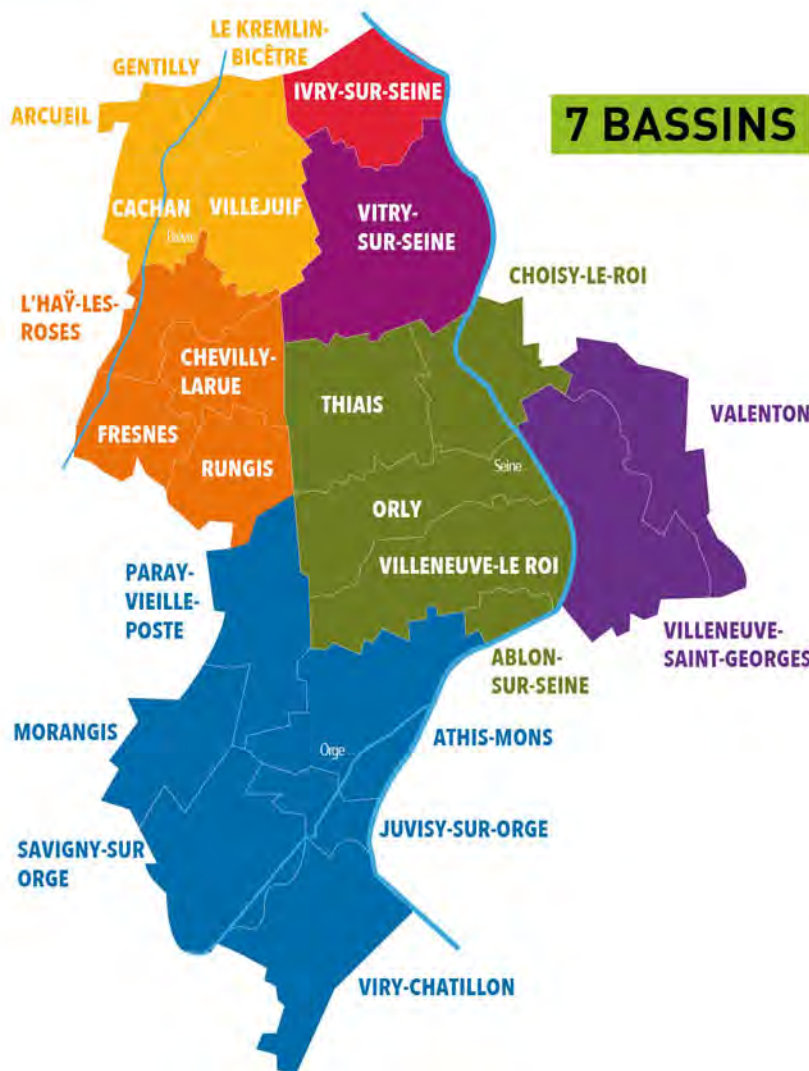 LE KREMLIN-
BICÊTRE
GENTILLY
ARCUEIL
IVRY-SUR-SEINE
7 BASSINS
CACHAN
VILLEJUIF
Bièvre
VITRY-
SUR-SEINE
CHOISY-LE-ROI
L'HAŸ-LES-
ROSES
CHEVILLY-
LARUE
THIAIS
VALENTON
FRESNES
RUNGIS
Seine
ORLY
VILLENEUVE-LE ROI
PARAY-
VIEILLE-
POSTE
VILLENEUVE-
SAINT-GEORGES
ABLON-
SUR-SEINE
MORANGIS
Orge
ATHIS-MONS
JUVISY-SUR-ORGE
SAVIGNY-SUR
ORGE
VIRY-CHATILLON